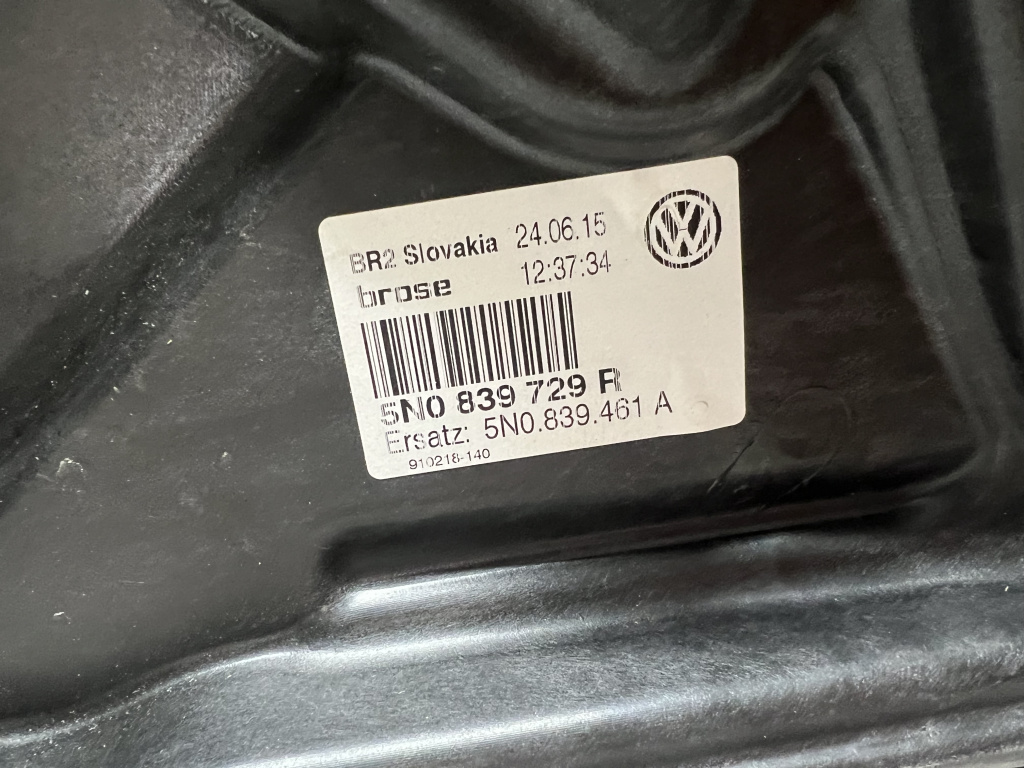 BR2 Slovakia 24.06.15
brose 12:37:34
5N0 839 729
Ersatz: 5N0.839.461 A
910218-140